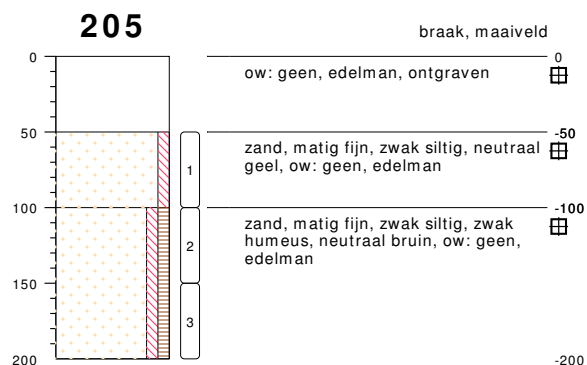 205
braak, maaiveld
0
0
ow: geen, edelman, ontgraven
50
-50
zand, matig fijn, zwak siltig, neutraal
geel, ow: geen, edelman
1
100
-100
zand, matig fijn, zwak siltig, zwak
humeus, neutraal bruin, ow: geen,
edelman
2
150
3
200
-200